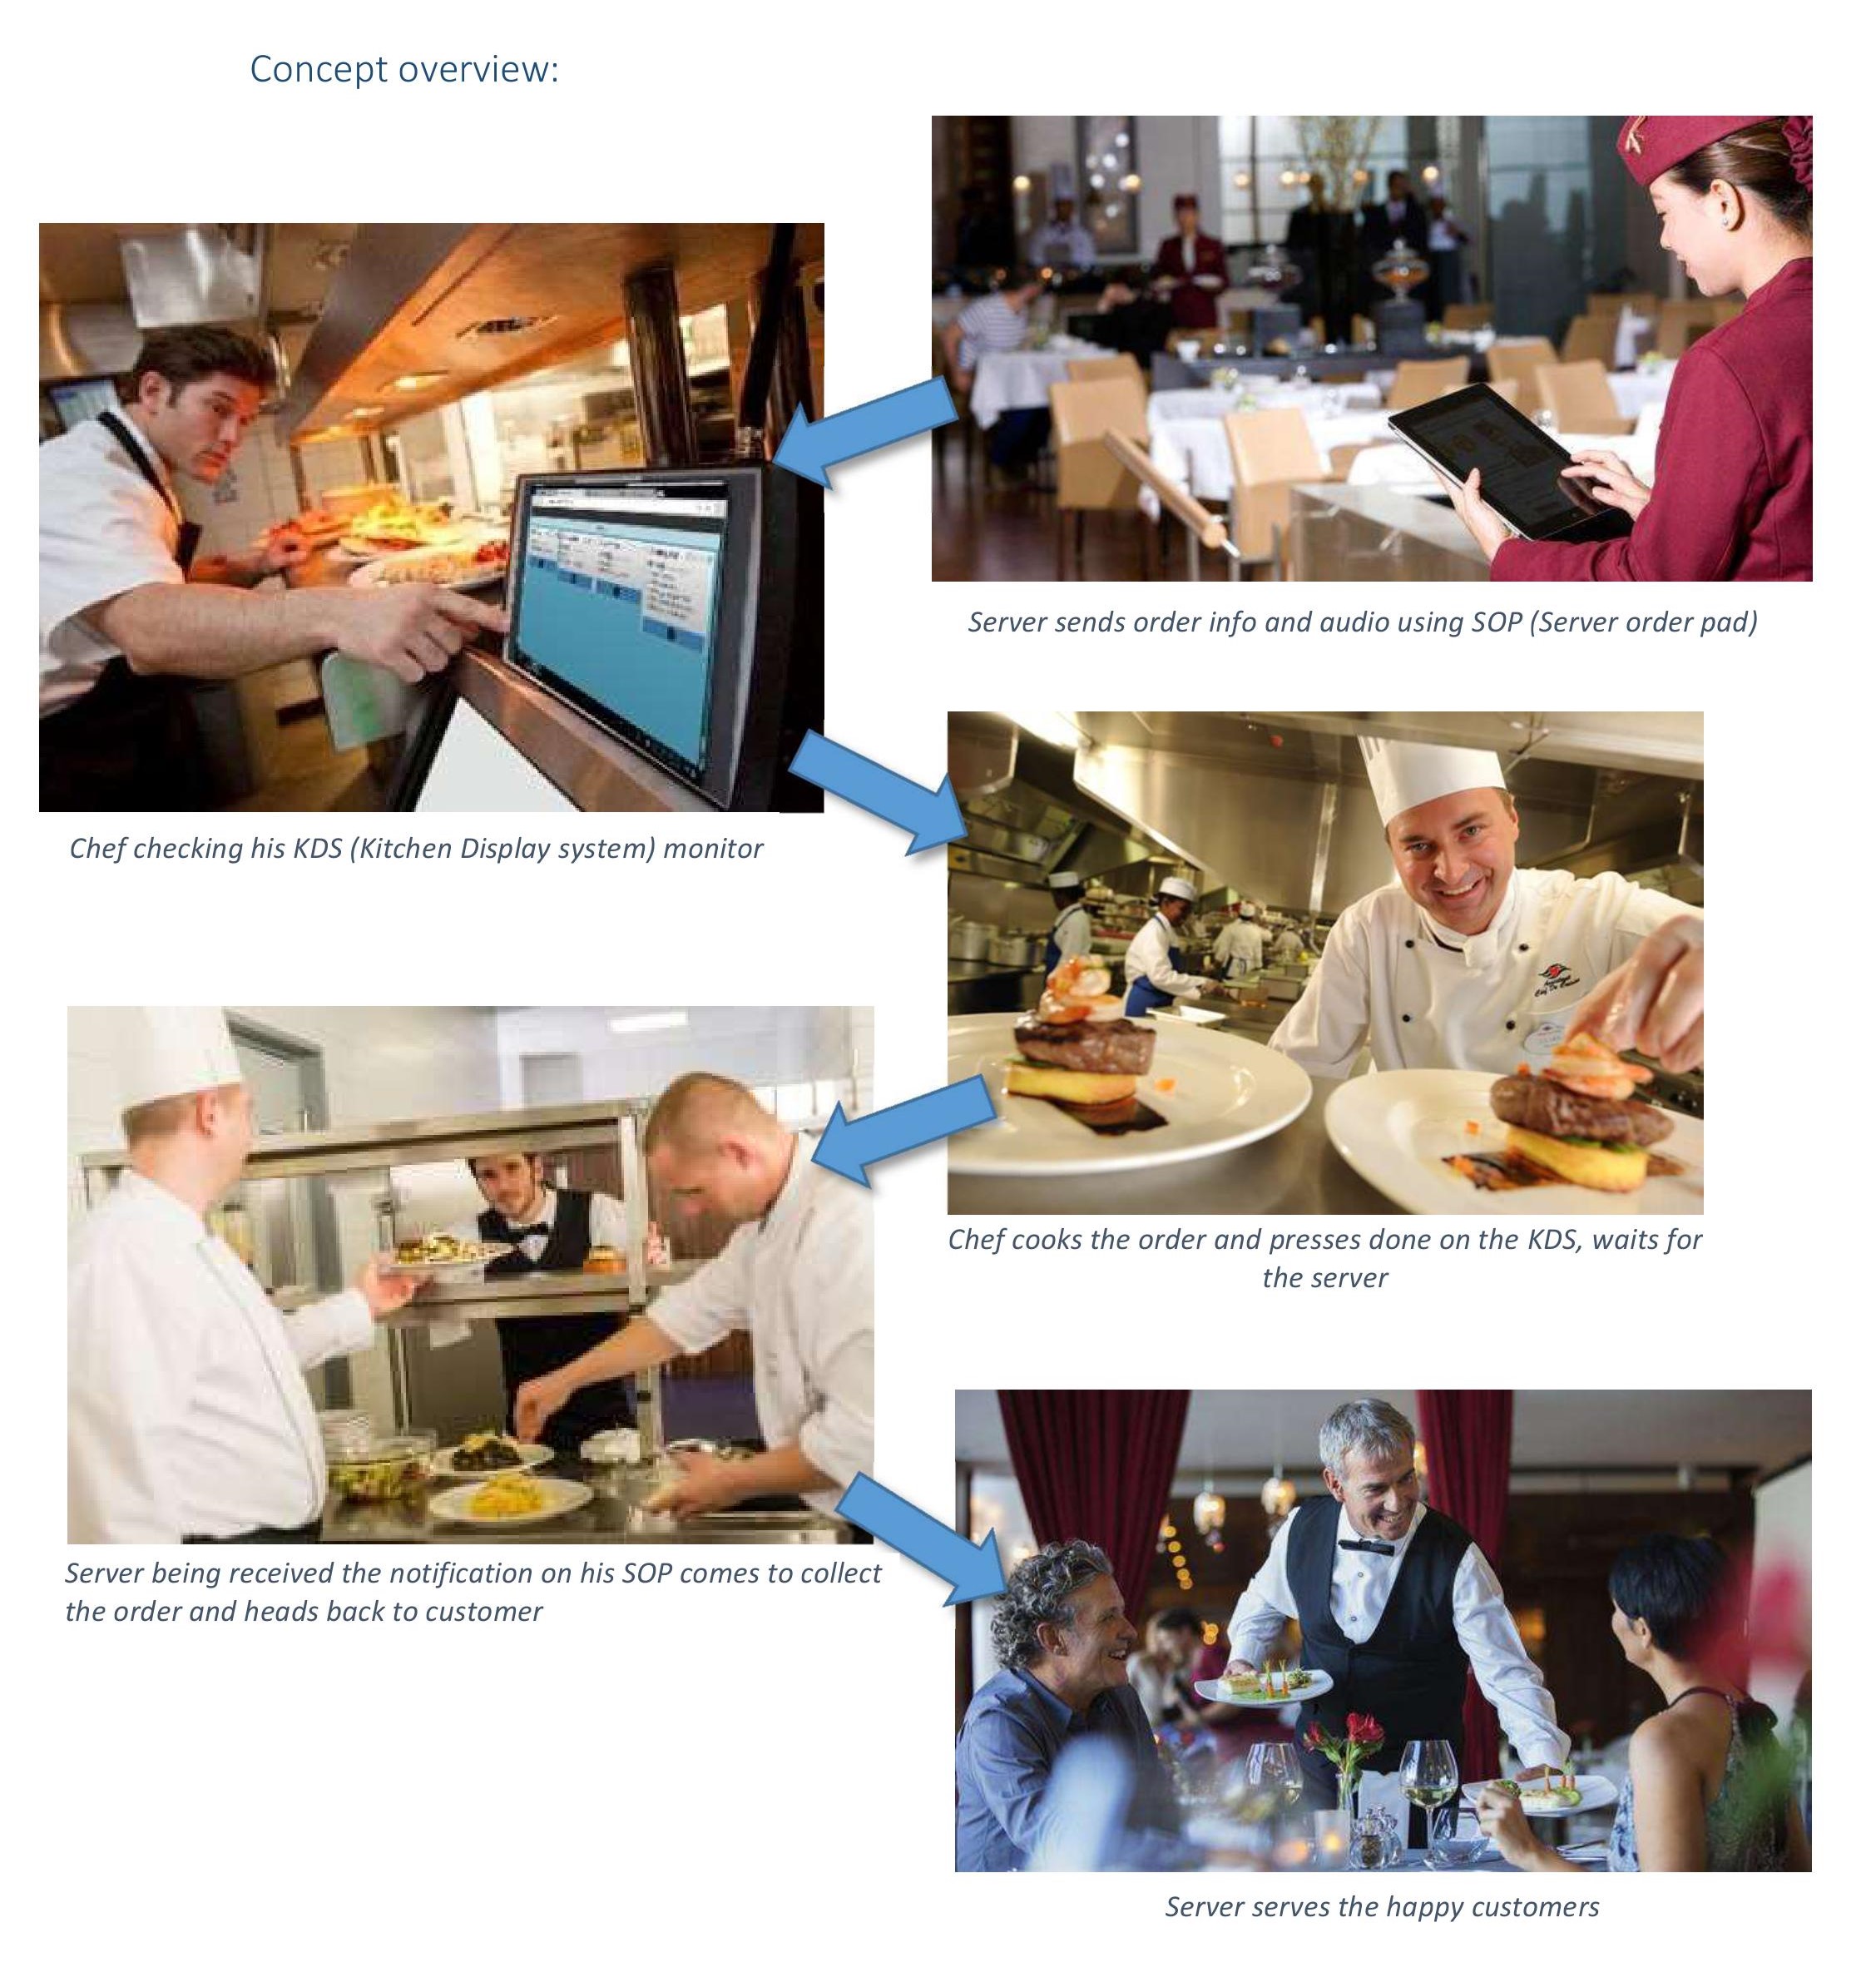 Concept overview:
Server sends order info and audio using SOP (Server order pad)
Chef checking his KDS (Kitchen Display system) monitor
Chef cooks the order and presses done on the KDS, waits for
the server
Server being received the notification on his SOP comes to collect
the order and heads back to customer
Server serves the happy customers